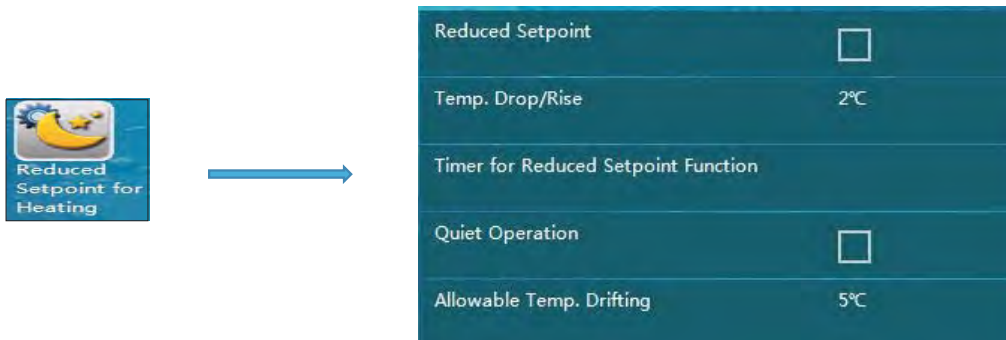 Reduced
Setpoint for
Heating
Reduced Setpoint
Temp. Drop/Rise 2℃
Timer for Reduced Setpoint Function
Quiet Operation
Allowable Temp. Drifting 5℃